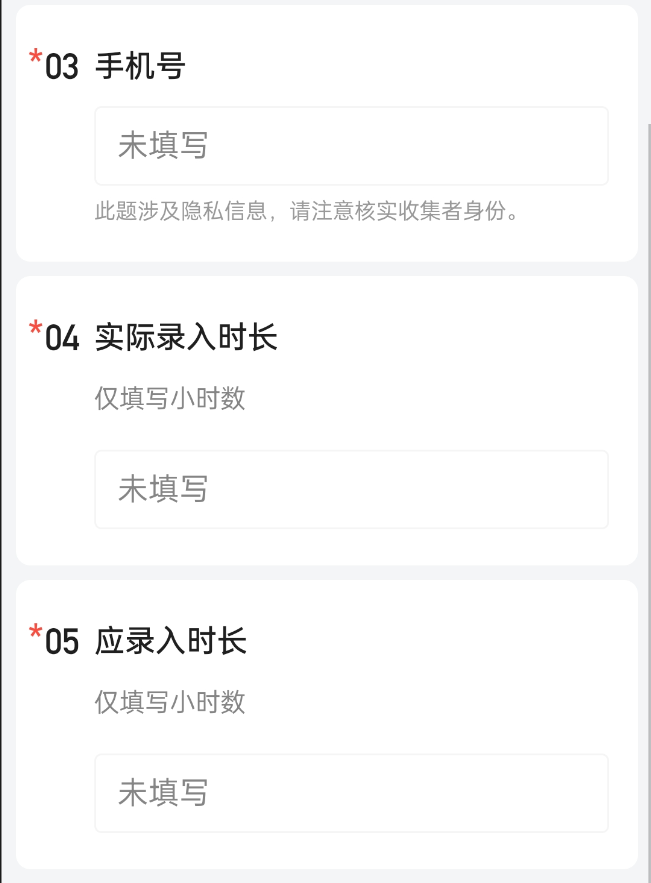 *03 手机号
未填写
此题涉及隐私信息，请注意核实收集者身份。
*04 实际录入时长
仅填写小时数
未填写
*05 应录入时长
仅填写小时数
未填写